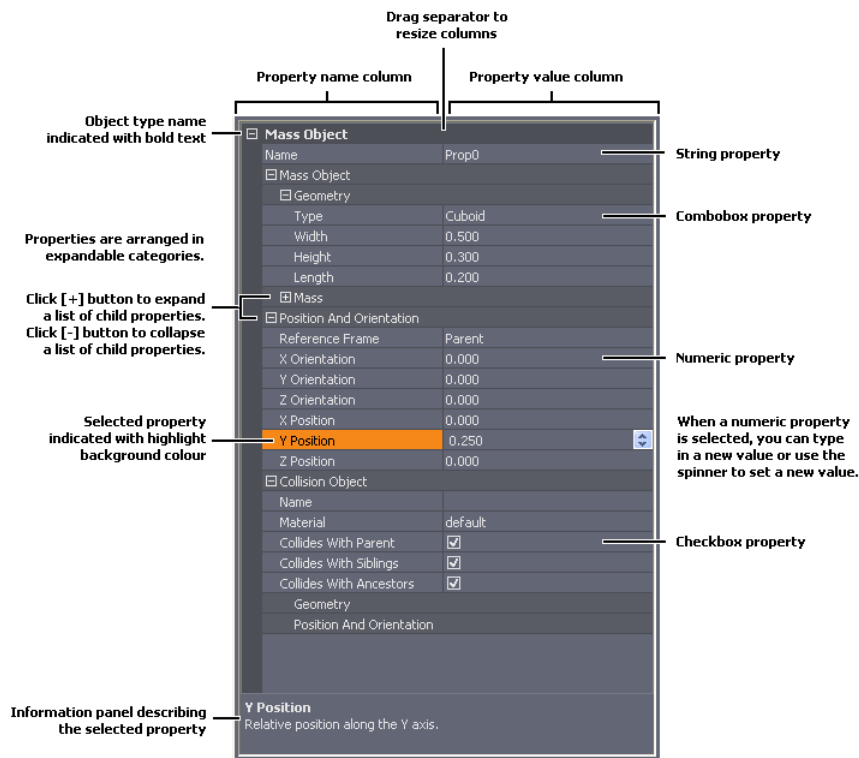 Drag separator to
resize columns
Property name column
Property value column
Object type name
indicated with bold text
Mass Object
Name Prop0
String property
Mass Object
Geometry
Type Cuboid
Combobox property
Width 0.500
Properties are arranged in
expandable categories.
Height 0.300
Length 0.200
Click [+] button to expand
a list of child properties.
Click [-] button to collapse
a list of child properties.
Mass
Position And Orientation
Reference Frame Parent
X Orientation 0.000
Numeric property
Y Orientation 0.000
Z Orientation 0.000
X Position 0.000
Selected property
indicated with highlight
background colour
Y Position 0.250
When a numeric property
is selected, you can type
in a new value or use the
spinner to set a new value.
Z Position 0.000
Collision Object
Name
Material default
Collides With Parent
Checkbox property
Collides With Siblings
Collides With Ancestors
Geometry
Position And Orientation
Information panel describing
the selected property
Y Position
Relative position along the Y axis.